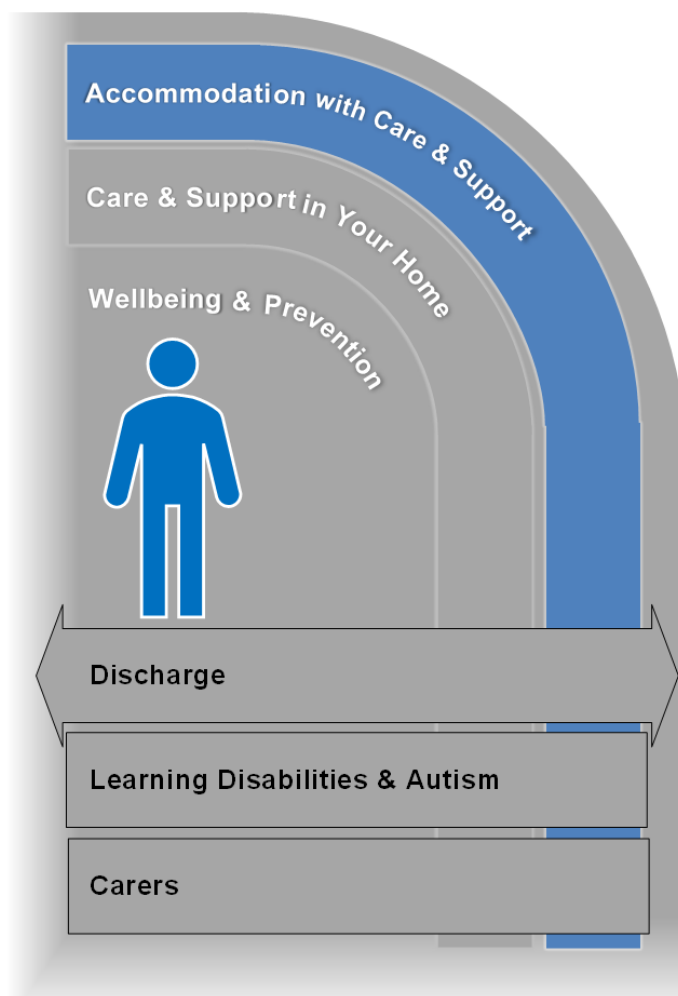 Accommodation with Care & Support
Care & Support in Your Home
Wellbeing & Prevention
Discharge
Learning Disabilities & Autism
Carers